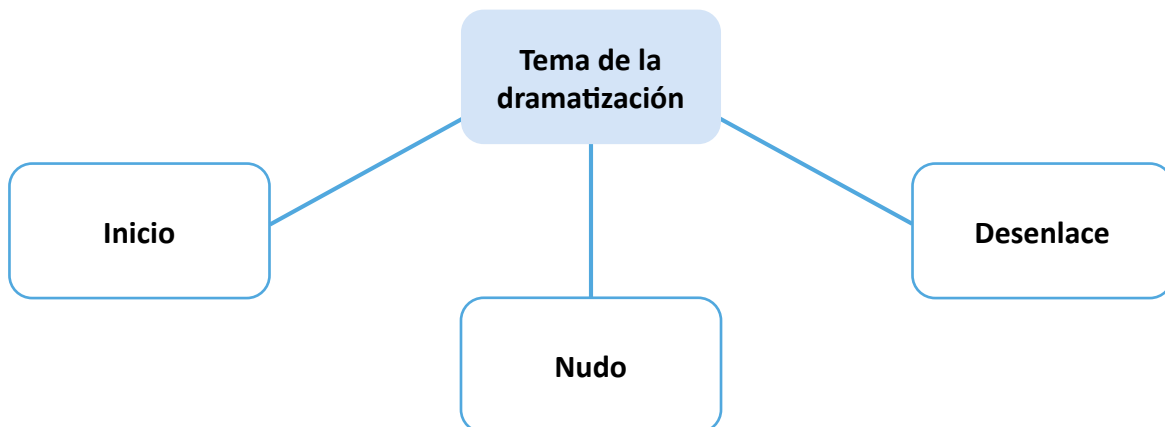 Tema de la
dramatización
Inicio
Desenlace
Nudo